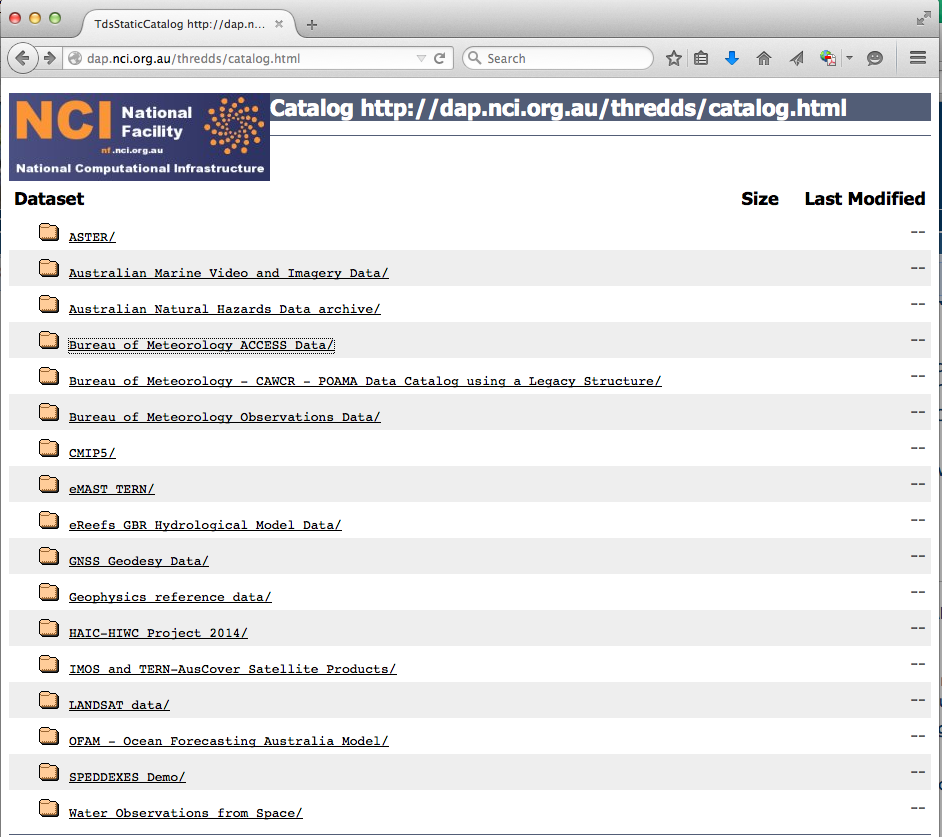 TdsStaticCatalog http://dap.n...
dap.nci.org.au/thredds/catalog.html
Search
NCI National Facility
nf.nci.org.au
National Computational Infrastructure
Catalog http://dap.nci.org.au/thredds/catalog.html
Dataset Size Last Modified
ASTER/ --
Australian Marine Video and Imagery Data/ --
Australian Natural Hazards Data archive/ --
Bureau of Meteorology ACCESS Data/ --
Bureau of Meteorology - CAWCR - POAMA Data Catalog using a Legacy Structure/ --
Bureau of Meteorology Observations Data/ --
CMIP5/ --
eMAST TERN/ --
eReefs GBR Hydrological Model Data/ --
GNSS Geodesy Data/ --
Geophysics reference data/ --
HAIC-HIWC Project 2014/ --
IMOS and TERN-AusCover Satellite Products/ --
LANDSAT data/ --
OFAM - Ocean Forecasting Australia Model/ --
SPEDDEXES Demo/ --
Water Observations from Space/ --